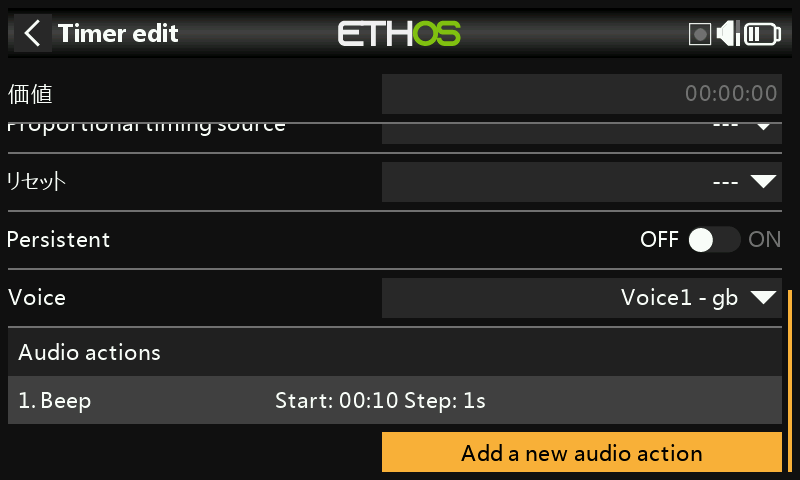 Timer edit ETHOS
価値 00:00:00
Proportional timing source ---
リセット ---
Persistent OFF ON
Voice Voice1 - gb
Audio actions
1. Beep Start: 00:10 Step: 1s
Add a new audio action